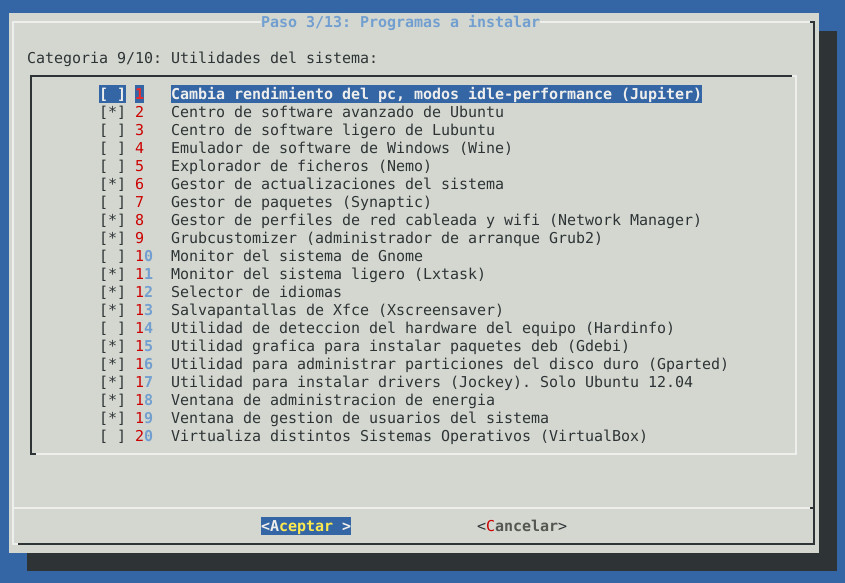 Paso 3/13: Programas a instalar
Categoria 9/10: Utilidades del sistema:
[ ] 1 Cambia rendimiento del pc, modos idle-performance (Jupiter)
[*] 2 Centro de software avanzado de Ubuntu
[ ] 3 Centro de software ligero de Lubuntu
[ ] 4 Emulador de software de Windows (Wine)
[ ] 5 Explorador de ficheros (Nemo)
[*] 6 Gestor de actualizaciones del sistema
[ ] 7 Gestor de paquetes (Synaptic)
[*] 8 Gestor de perfiles de red cableada y wifi (Network Manager)
[*] 9 Grubcustomizer (administrador de arranque Grub2)
[ ] 10 Monitor del sistema de Gnome
[*] 11 Monitor del sistema ligero (Lxtask)
[*] 12 Selector de idiomas
[*] 13 Salvapantallas de Xfce (Xscreensaver)
[ ] 14 Utilidad de deteccion del hardware del equipo (Hardinfo)
[*] 15 Utilidad grafica para instalar paquetes deb (Gdebi)
[*] 16 Utilidad para administrar particiones del disco duro (Gparted)
[*] 17 Utilidad para instalar drivers (Jockey). Solo Ubuntu 12.04
[*] 18 Ventana de administracion de energia
[*] 19 Ventana de gestion de usuarios del sistema
[ ] 20 Virtualiza distintos Sistemas Operativos (VirtualBox)
<Aceptar > <Cancelar>